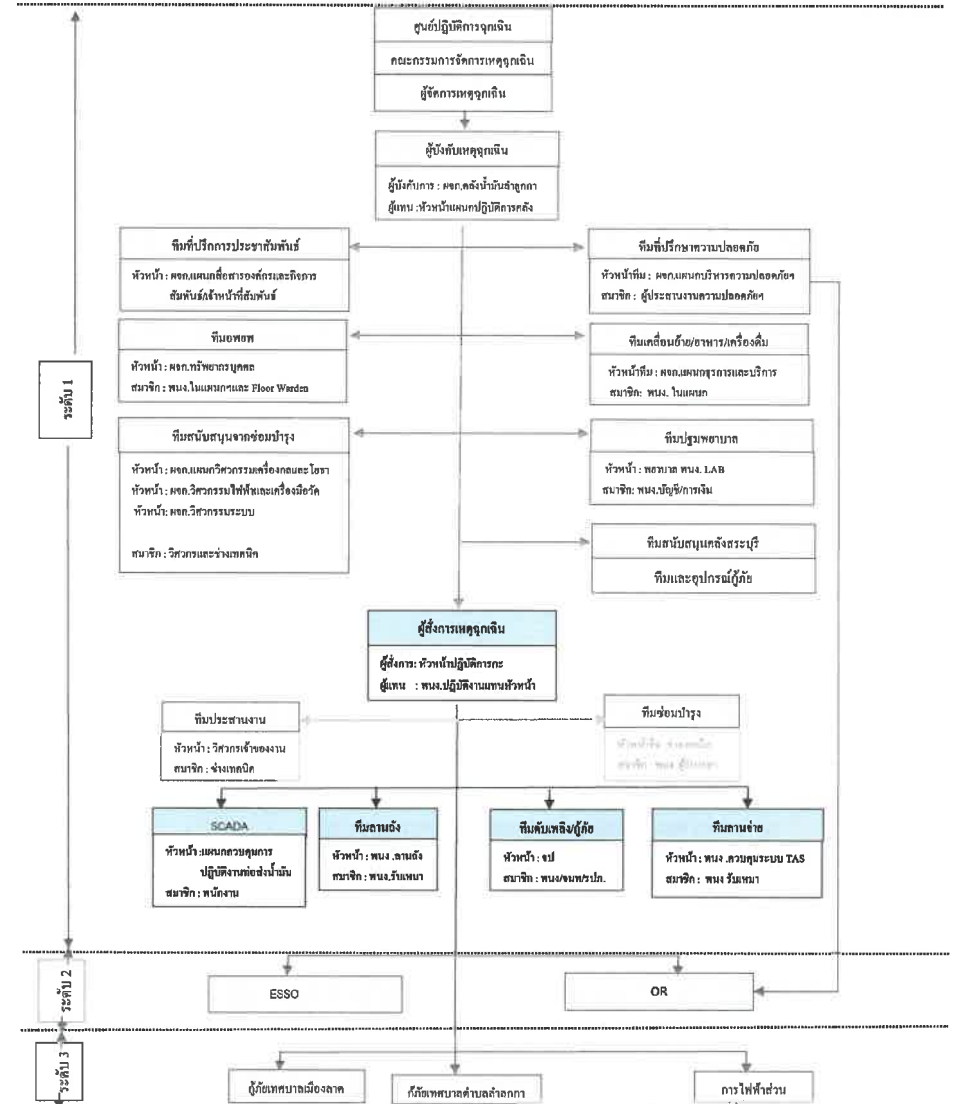 ศูนย์ปฏิบัติการฉุกเฉิน
คณะกรรมการจัดการเหตุฉุกเฉิน
ผู้จัดการเหตุฉุกเฉิน
ผู้บังคับเหตุฉุกเฉิน
ผู้บังคับการ : ผจก.คลังน้ำมันลำลูกกา
ผู้แทน :หัวหน้าแผนกปฏิบัติการคลัง
ทีมที่ปรึกการประชาสัมพันธ์
หัวหน้า : ผจก.แผนกสื่อสารองค์กรและกิจการ
สัมพันธ์/เจ้าหน้าที่สัมพันธ์
ทีมที่ปรึกษาความปลอดภัย
หัวหน้าทีม : ผจก.แผนกบริหารความปลอดภัยฯ
สมาชิก : ผู้ประสานงานความปลอดภัยฯ
ทีมอพยพ
หัวหน้า : ผจก.ทรัพยากรบุคคล
สมาชิก : พนง.ในแผนกฯและ Floor Warden
ทีมเคลื่อนย้าย/อาหาร/เครื่องดื่ม
หัวหน้าทีม : ผจก.แผนกธุรการและบริการ
สมาชิก: พนง. ในแผนก
ระดับ 1
ทีมสนับสนุนจากซ่อมบำรุง
หัวหน้า : ผจก.แผนกวิศวกรรมเครื่องกลและโยธา
หัวหน้า : ผจก.วิศวกรรมไฟฟ้าและเครื่องมือวัด
หัวหน้า: ผจก.วิศวกรรมระบบ
สมาชิก : วิศวกรและช่างเทคนิค
ทีมปฐมพยาบาล
หัวหน้า : พยาบาล พนง. LAB
สมาชิก: พนง.บัญชี/การเงิน
ทีมสนับสนุนคลังสระบุรี
ทีมและอุปกรณ์กู้ภัย
ผู้สั่งการเหตุฉุกเฉิน
ผู้สั่งการ: หัวหน้าปฏิบัติการกะ
ผู้แทน : พนง.ปฏิบัติงานแทนหัวหน้า
ทีมประสานงาน
หัวหน้า : วิศวกรเจ้าของงาน
สมาชิก : ช่างเทคนิค
ทีมซ่อมบำรุง
SCADA
หัวหน้า :แผนกควบคุมการ
ปฏิบัติงานท่อส่งน้ำมัน
สมาชิก : พนักงาน
ทีมลานถัง
หัวหน้า : พนง .ลานถัง
สมาชิก : พนง.รับเหมา
ทีมดับเพลิง/กู้ภัย
หัวหน้า : จป
สมาชิก : พนง/จนท/รปภ.
ทีมลานจ่าย
หัวหน้า : พนง .ควบคุมระบบ TAS
สมาชิก : พนง รับเหมา
ระดับ 2
ESSO
OR
ระดับ 3
กู้ภัยเทศบาลเมืองลาด
กู้ภัยเทศบาลตำบลลำลูกกา
การไฟฟ้าส่วน